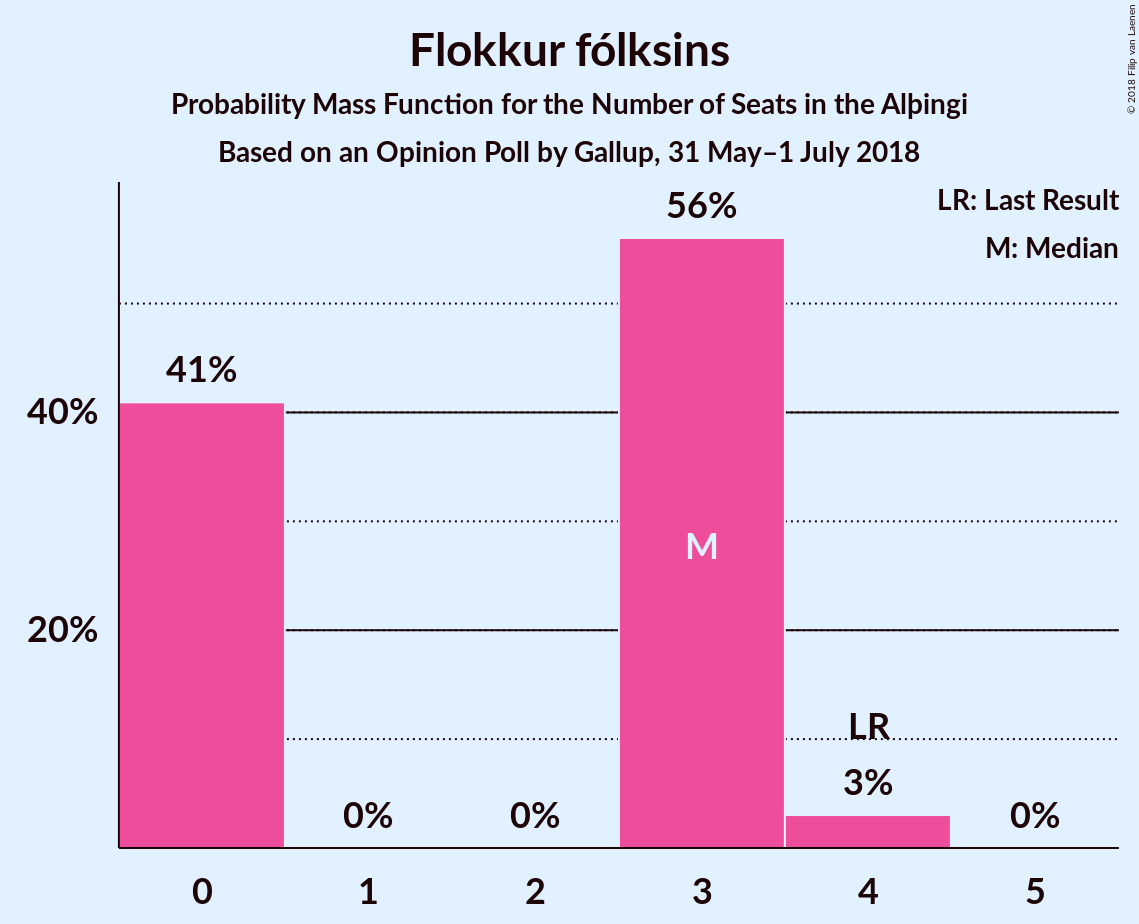 Flokkur fólksins
Probability Mass Function for the Number of Seats in the Alþingi
Based on an Opinion Poll by Gallup, 31 May–1 July 2018
© 2018 Filip van Laenen
LR: Last Result
M: Median
56%
41%
40%
M
20%
LR
3%
0%
0%
0%
0
1
2
3
4
5